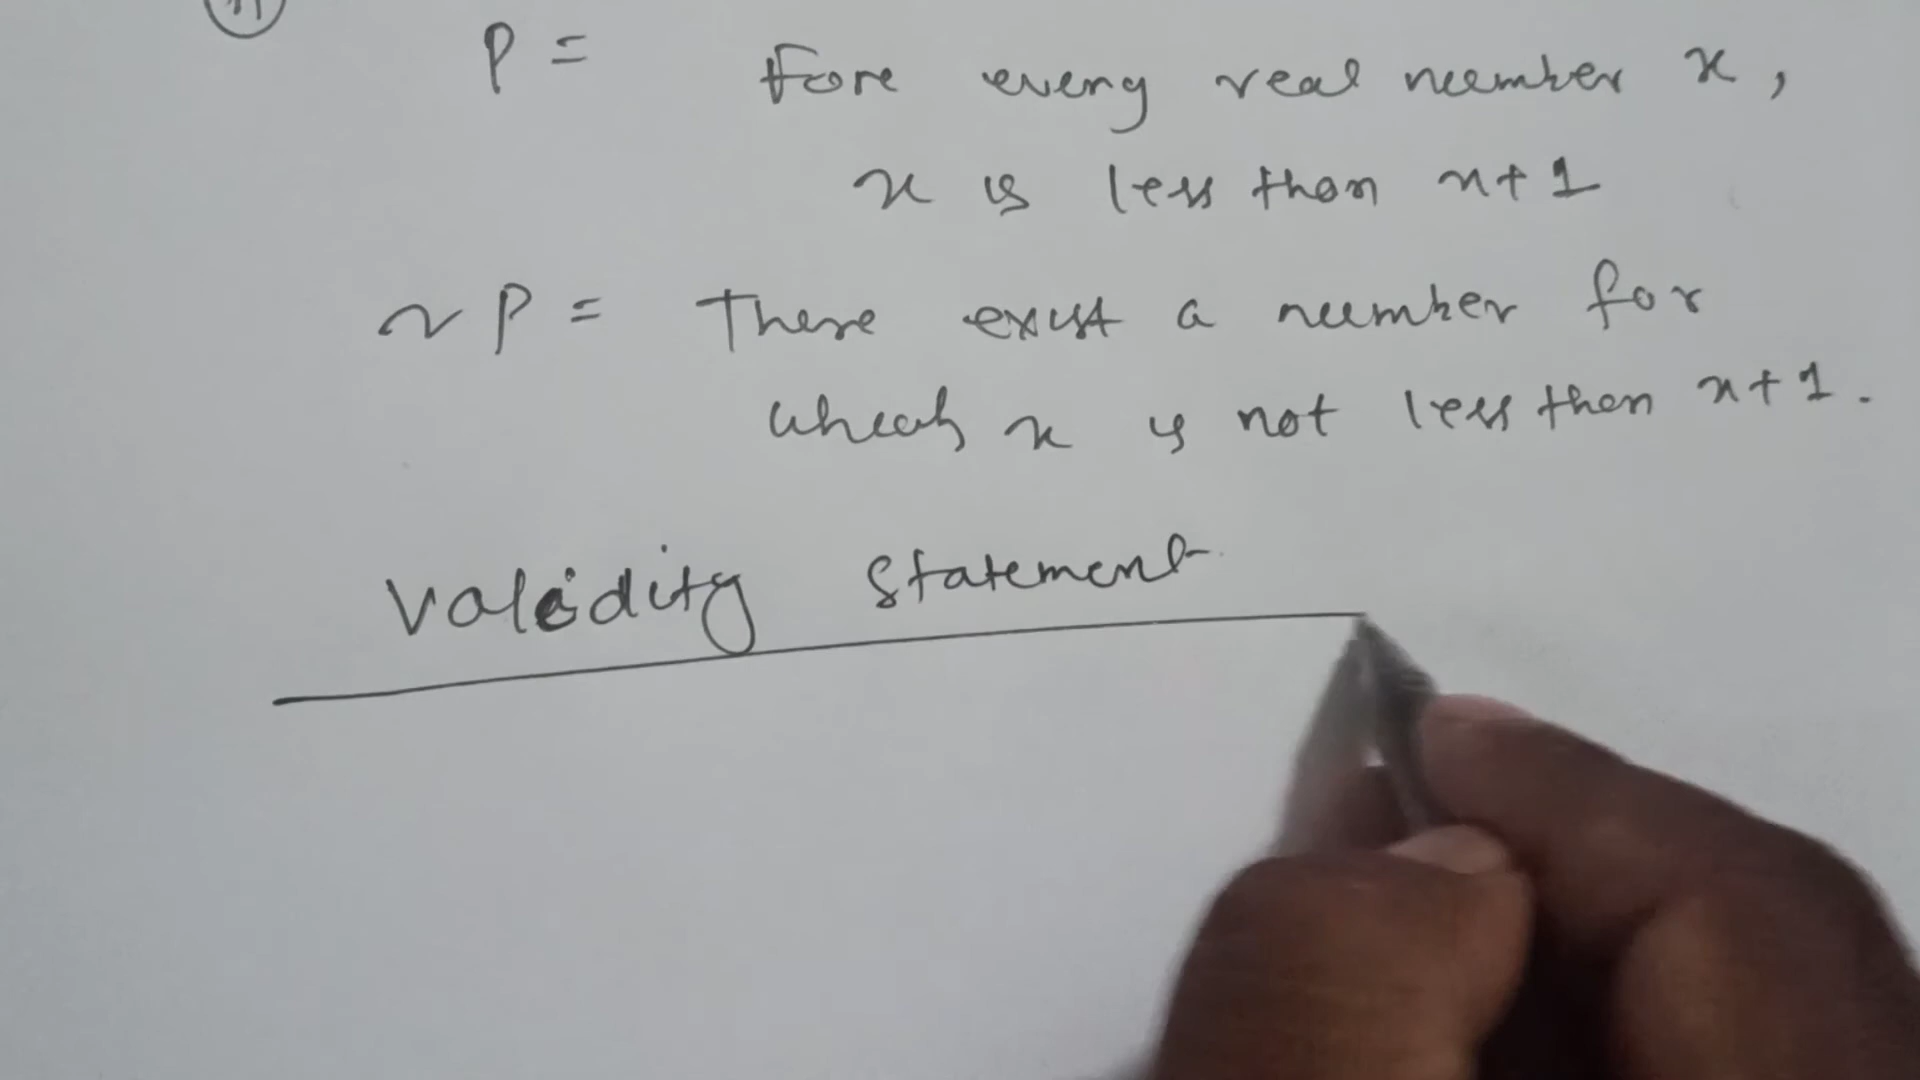 P = Fore every real number x,
x is less than x+1
~ P = There exist a number for
which x is not less then x+1.
Validity statement